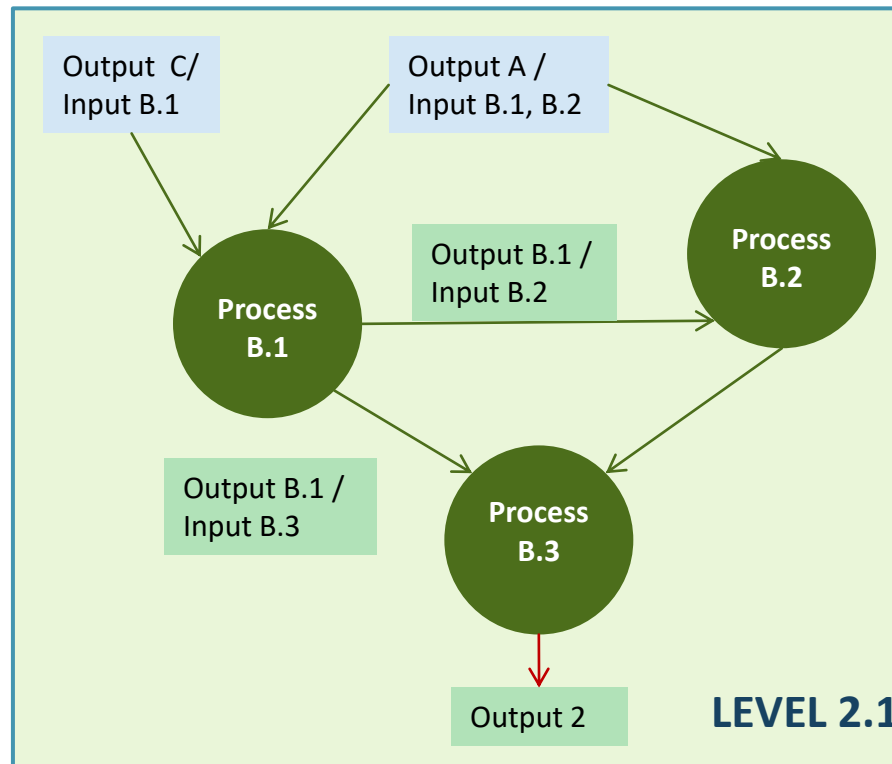 Output C/
Input B.1
Output A /
Input B.1, B.2
Process
B.2
Output B.1 /
Input B.2
Process
B.1
Output B.1 /
Input B.3
Process
B.3
Output 2
LEVEL 2.1